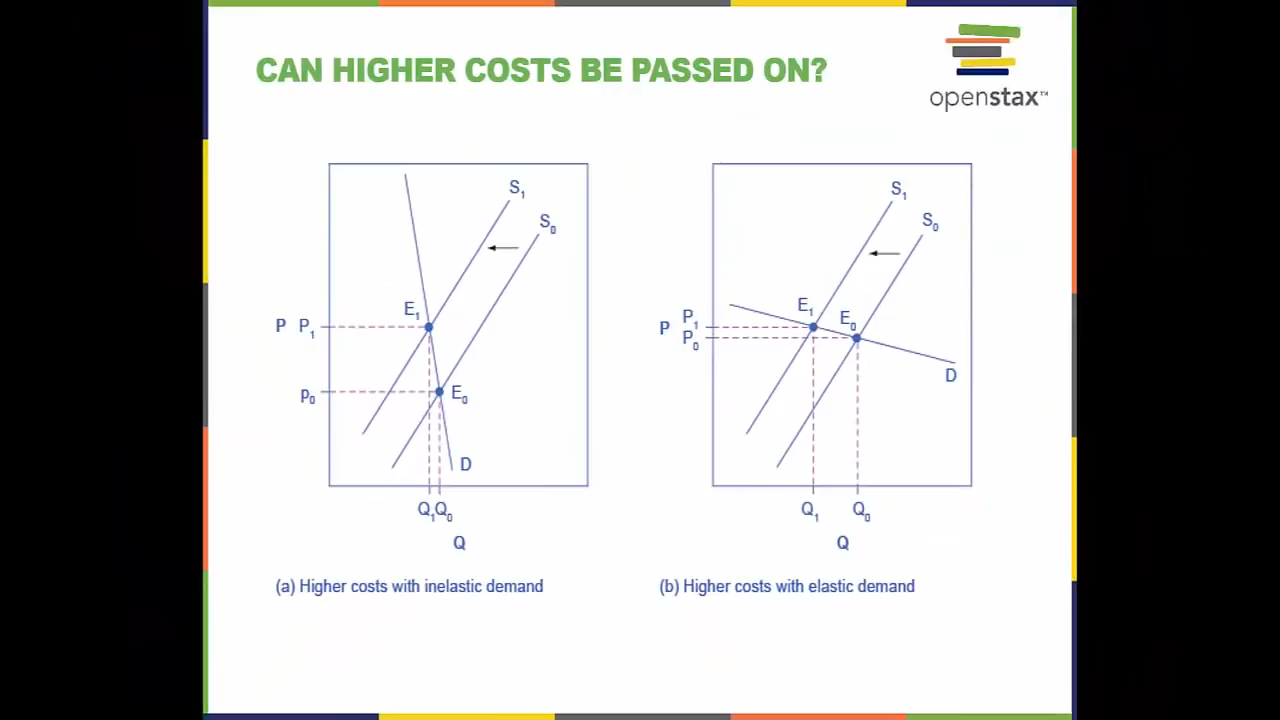 CAN HIGHER COSTS BE PASSED ON?
openstax™
S₁
S₀
E₁
P P₁
p₀
E₀
D
Q₁Q₀
Q
(a) Higher costs with inelastic demand
S₁
S₀
E₁
E₀
P₁
P
P₀
D
Q₁
Q₀
Q
(b) Higher costs with elastic demand